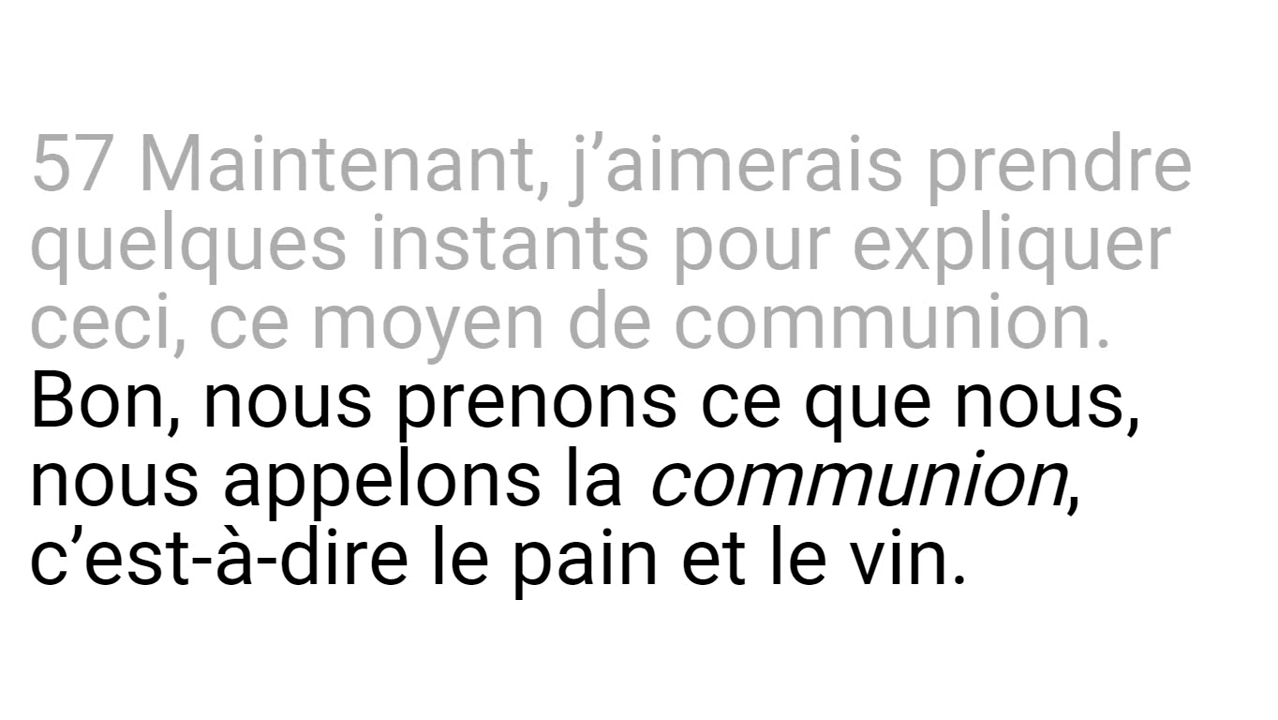 57 Maintenant, j’aimerais prendre
quelques instants pour expliquer
ceci, ce moyen de communion.
Bon, nous prenons ce que nous,
nous appelons la communion,
c’est-à-dire le pain et le vin.